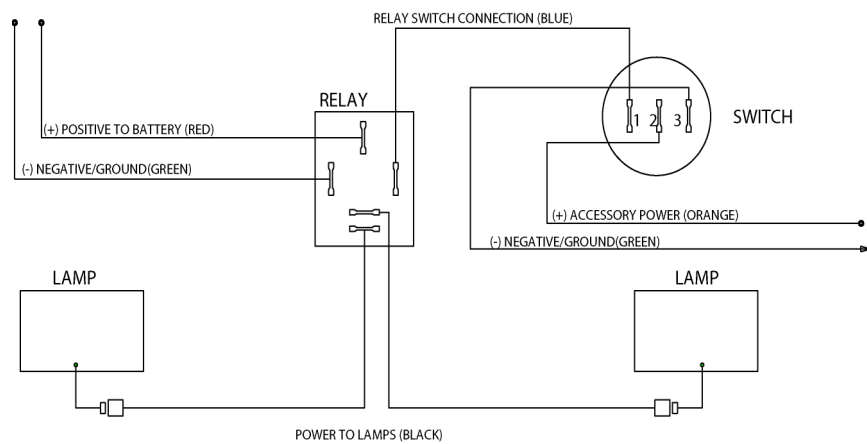 RELAY SWITCH CONNECTION (BLUE)
RELAY
(+) POSITIVE TO BATTERY (RED)
1 2 3
SWITCH
(-) NEGATIVE/GROUND(GREEN)
(+) ACCESSORY POWER (ORANGE)
(-) NEGATIVE/GROUND(GREEN)
LAMP
LAMP
POWER TO LAMPS (BLACK)